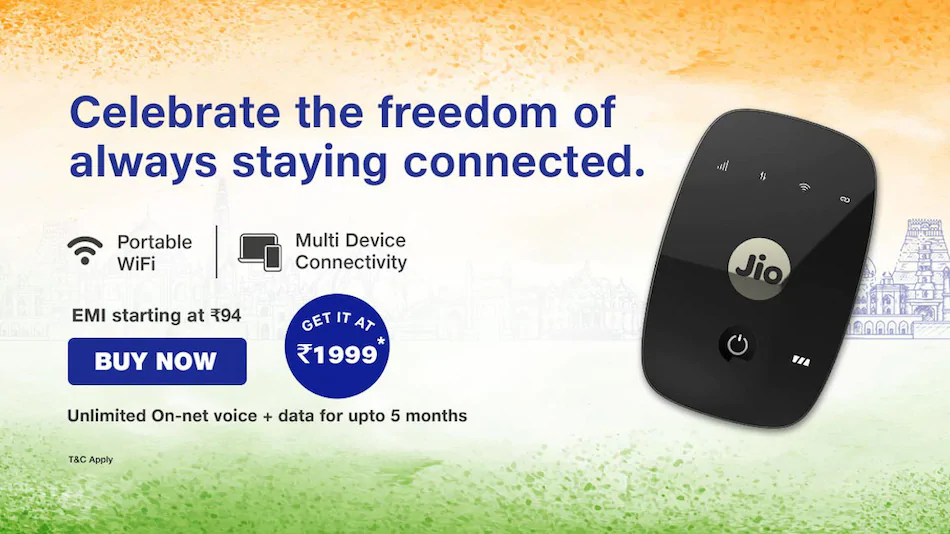 Celebrate the freedom of
always staying connected.
Portable
WiFi
Multi Device
Connectivity
EMI starting at ₹94
GET IT AT
₹1999*
BUY NOW
Unlimited On-net voice + data for upto 5 months
T&C Apply
Jio